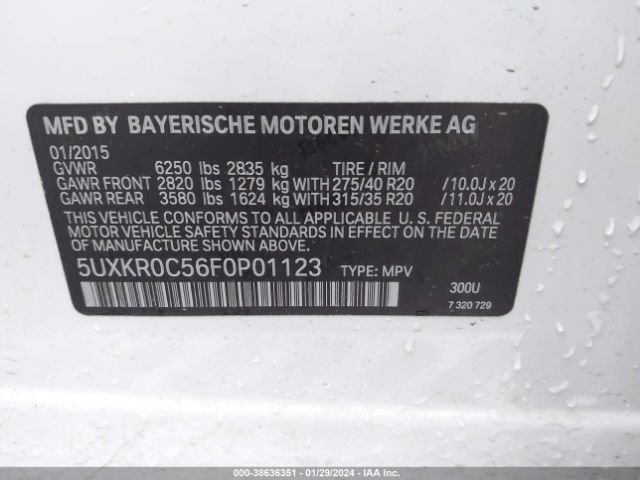 MFD BY BAYERISCHE MOTOREN WERKE AG
01/2015
GVWR 6250 lbs 2835 kg TIRE / RIM
GAWR FRONT 2820 lbs 1279 kg WITH 275/40 R20 /10.0J x 20
GAWR REAR 3580 lbs 1624 kg WITH 315/35 R20 /11.0J x 20
THIS VEHICLE CONFORMS TO ALL APPLICABLE U. S. FEDERAL
MOTOR VEHICLE SAFETY STANDARDS IN EFFECT ON THE
DATE OF MANUFACTURE SHOWN ABOVE.
5UXKR0C56F0P01123 TYPE: MPV
300U
7 320 729
000-38636351 | 01/29/2024 | IAA Inc.